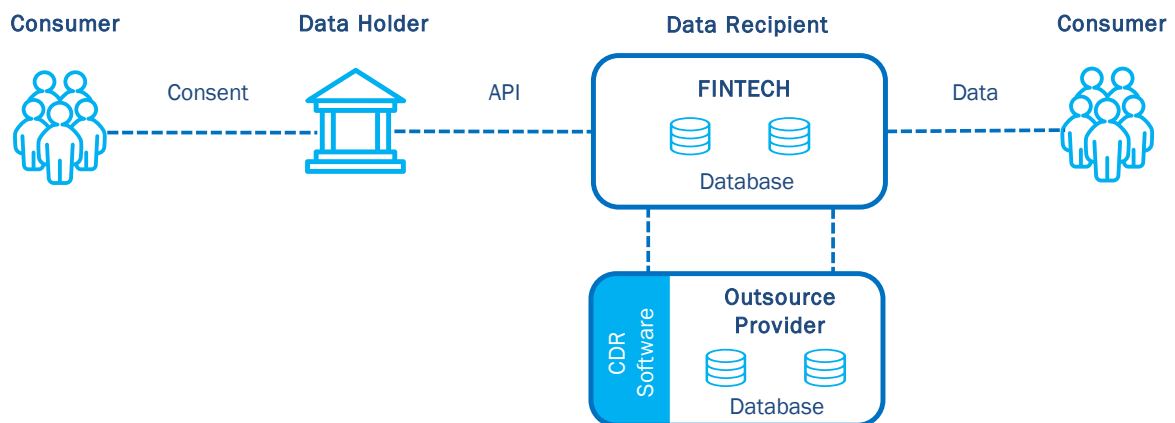 Consumer
Data Holder
Data Recipient
Consumer
Consent
API
FINTECH
Data
Database
CDR
Software
Outsource
Provider
Database